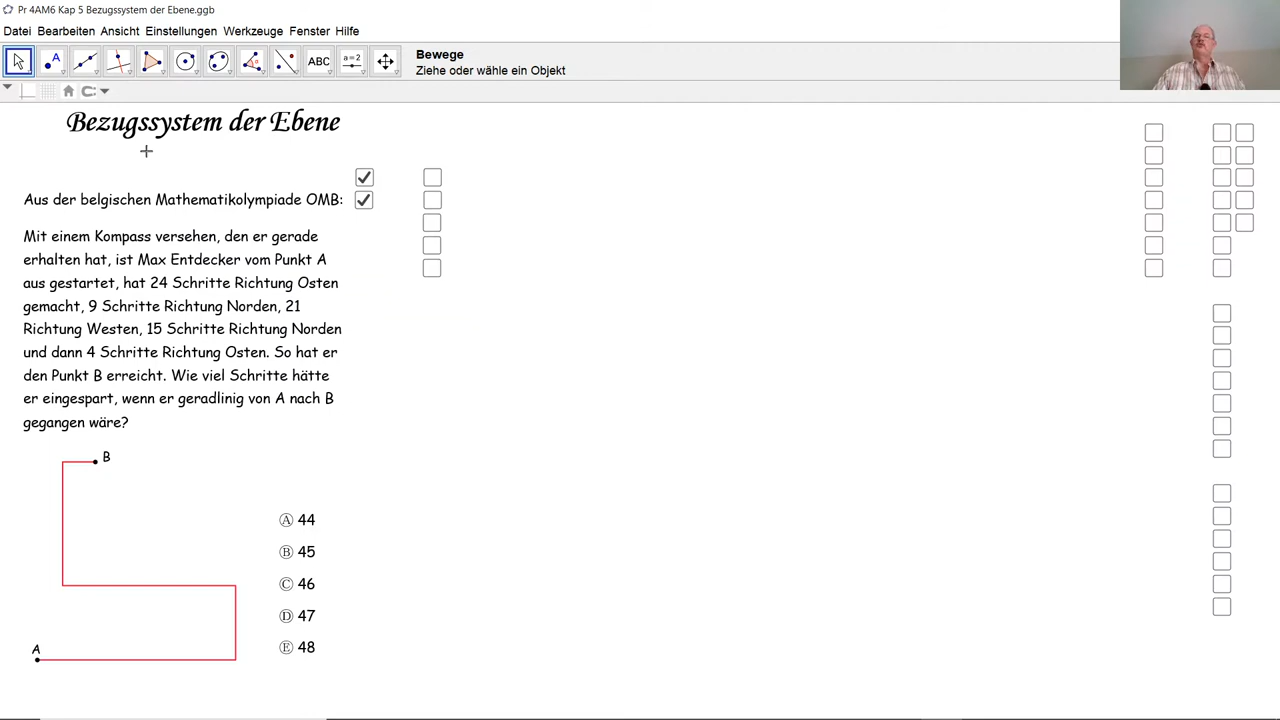 Pr 4AM6 Kap 5 Bezugssystem der Ebene.ggb
Datei Bearbeiten Ansicht Einstellungen Werkzeuge Fenster Hilfe
A
ABC
a=2
Bewege
Ziehe oder wähle ein Objekt
Bezugssystem der Ebene
Aus der belgischen Mathematikolympiade OMB:
Mit einem Kompass versehen, den er gerade
erhalten hat, ist Max Entdecker vom Punkt A
aus gestartet, hat 24 Schritte Richtung Osten
gemacht, 9 Schritte Richtung Norden, 21
Richtung Westen, 15 Schritte Richtung Norden
und dann 4 Schritte Richtung Osten. So hat er
den Punkt B erreicht. Wie viel Schritte hätte
er eingespart, wenn er geradlinig von A nach B
gegangen wäre?
B
Ⓐ 44
Ⓑ 45
Ⓒ 46
Ⓓ 47
Ⓔ 48
A